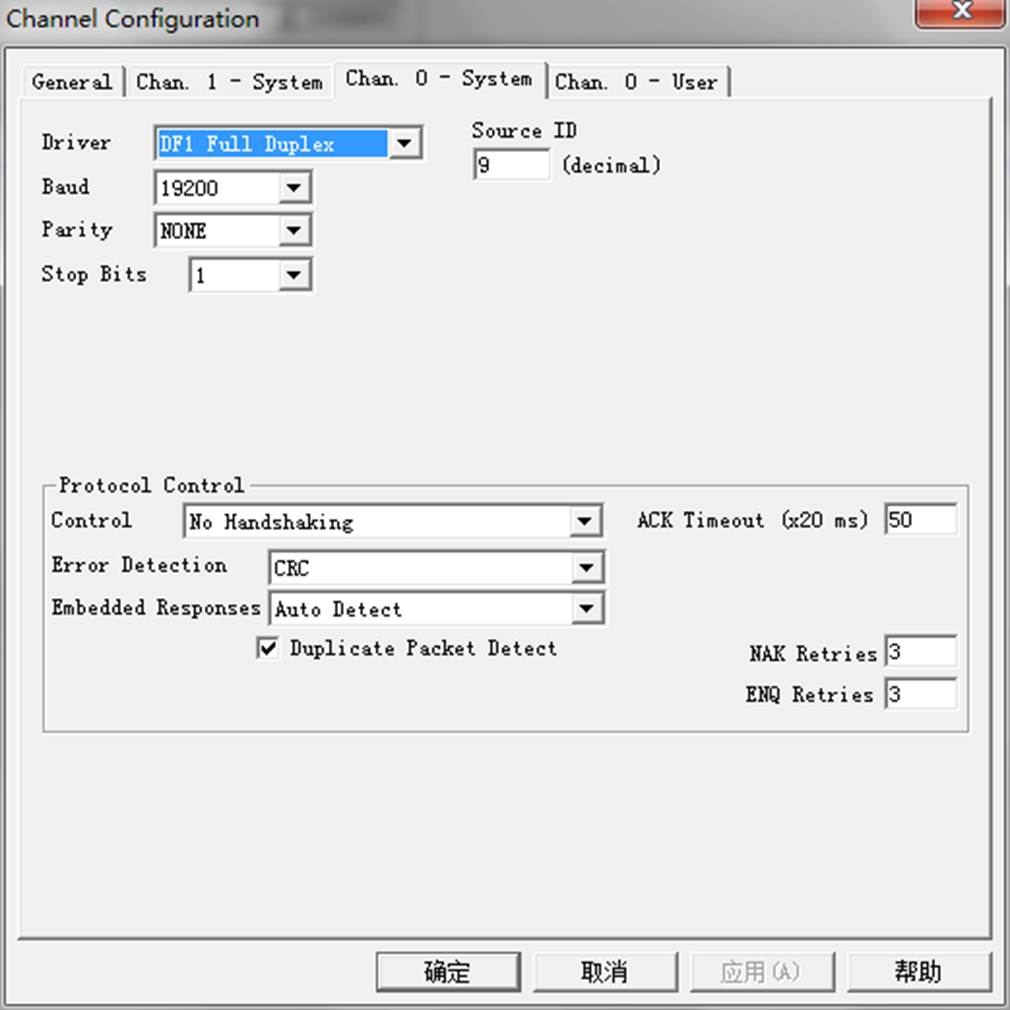 Channel Configuration
General
Chan. 1 - System
Chan. 0 - System
Chan. 0 - User
Driver
DF1 Full Duplex
Source ID
9
(decimal)
Baud
19200
Parity
NONE
Stop Bits
1
Protocol Control
Control
No Handshaking
ACK Timeout (x20 ms)
50
Error Detection
CRC
Embedded Responses
Auto Detect
Duplicate Packet Detect
NAK Retries
3
ENQ Retries
3
确定
取消
应用(A)
帮助